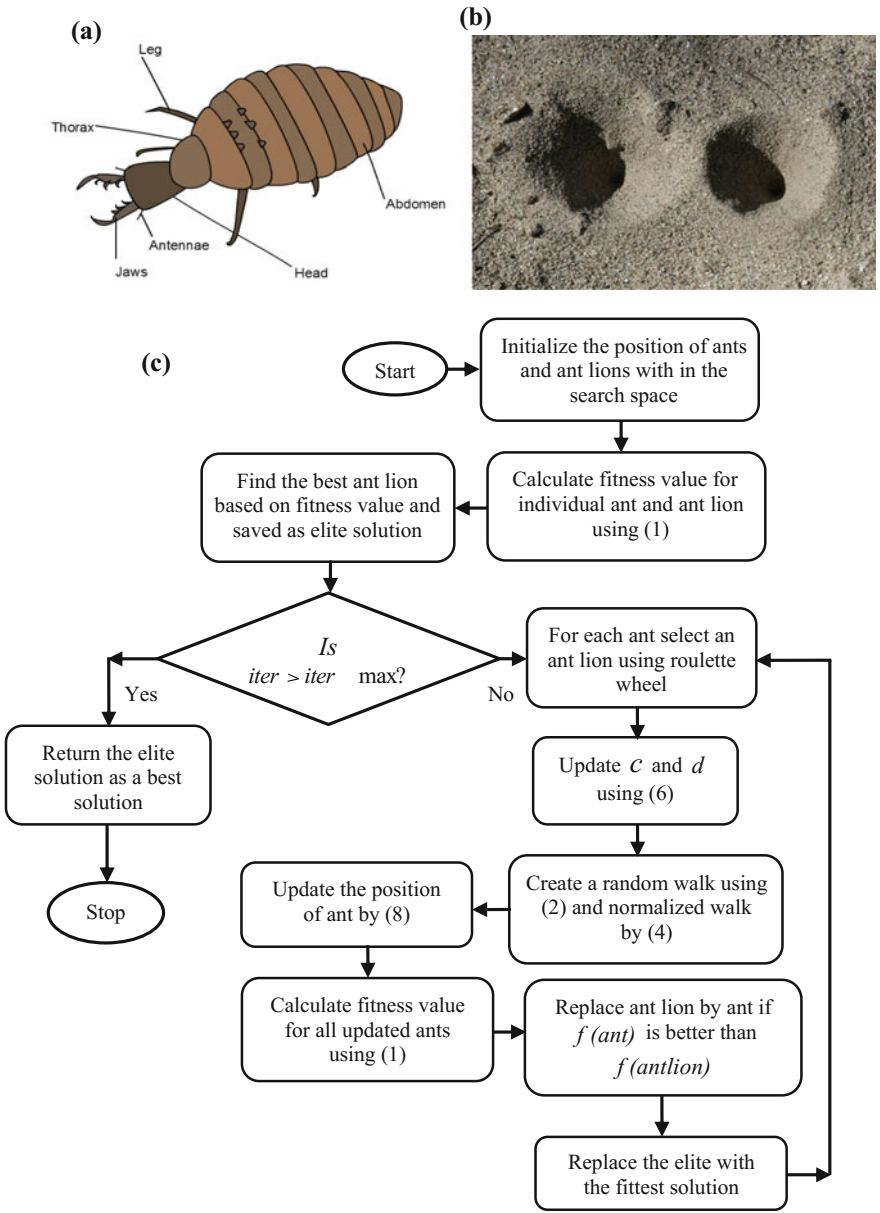 (a)
Leg
Thorax
Abdomen
Antennae
Head
Jaws
(b)
(c)
Start
Initialize the position of ants
and ant lions with in the
search space
Calculate fitness value for
individual ant and ant lion
using (1)
Find the best ant lion
based on fitness value and
saved as elite solution
Is
iter > iter max?
Yes
No
Return the elite
solution as a best
solution
Stop
For each ant select an
ant lion using roulette
wheel
Update c and d
using (6)
Create a random walk using
(2) and normalized walk
by (4)
Update the position
of ant by (8)
Calculate fitness value
for all updated ants
using (1)
Replace ant lion by ant if
f (ant) is better than
f (antlion)
Replace the elite with
the fittest solution